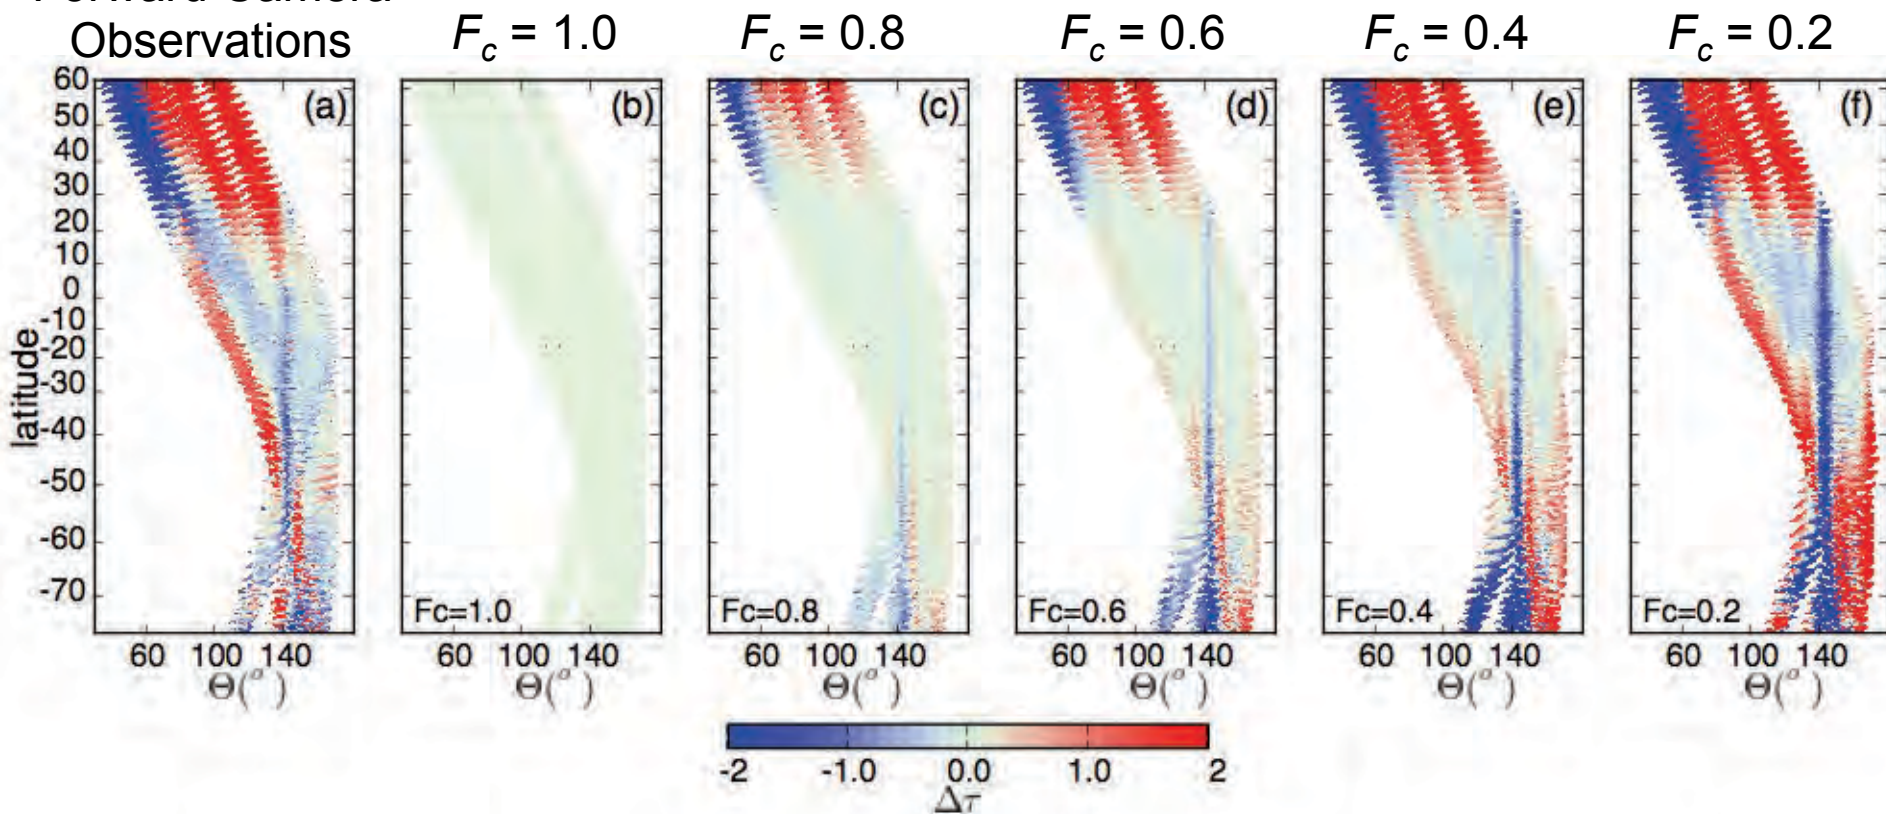 Forward Camera
Observations
Fc = 1.0
Fc = 0.8
Fc = 0.6
Fc = 0.4
Fc = 0.2
(a)
(b)
(c)
(d)
(e)
(f)
60
50
40
30
20
10
0
-10
-20
-30
-40
-50
-60
-70
latitude
Fc=1.0
Fc=0.8
Fc=0.6
Fc=0.4
Fc=0.2
60 100 140
60 100 140
60 100 140
60 100 140
60 100 140
60 100 140
Θ(°)
Θ(°)
Θ(°)
Θ(°)
Θ(°)
Θ(°)
-2 -1.0 0.0 1.0 2
Δτ